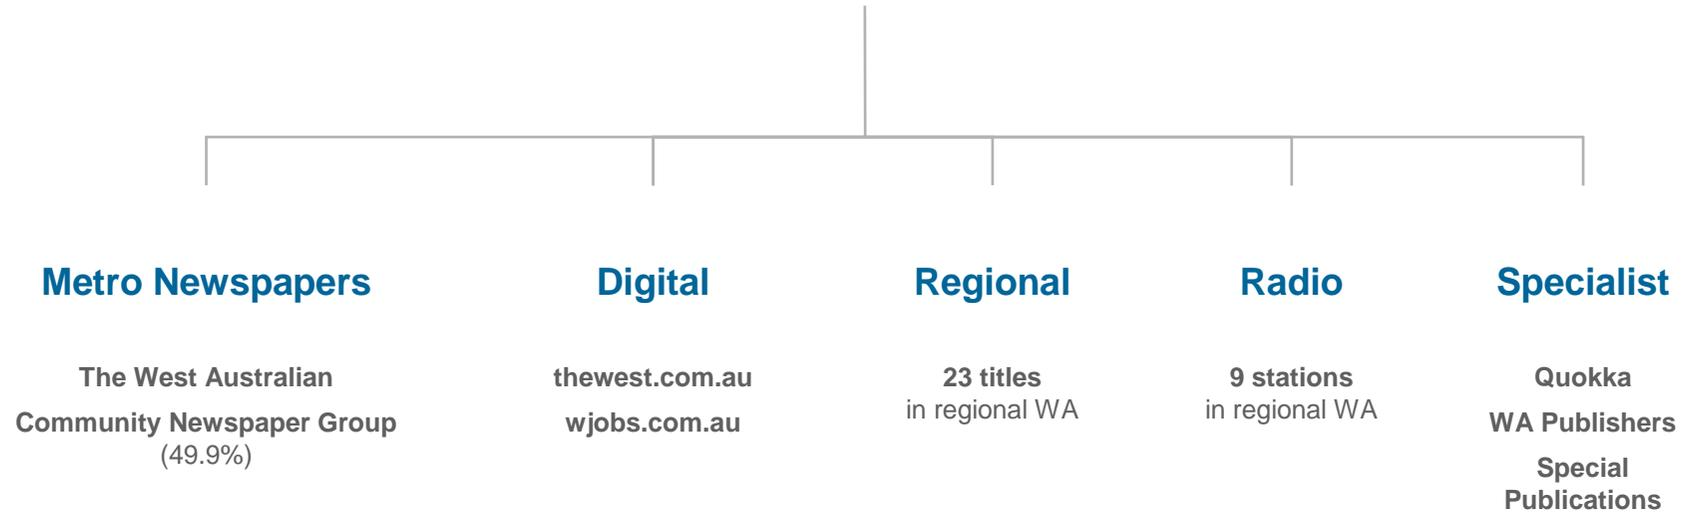 Metro Newspapers
The West Australian
Community Newspaper Group
(49.9%)
Digital
thewest.com.au
wjobs.com.au
Regional
23 titles
in regional WA
Radio
9 stations
in regional WA
Specialist
Quokka
WA Publishers
Special
Publications